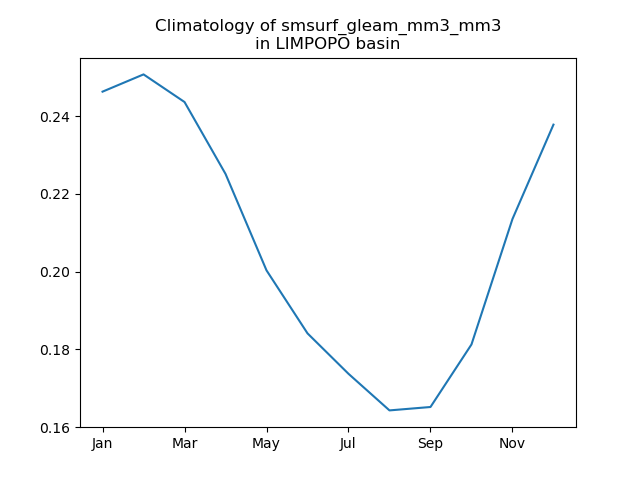 Climatology of smsurf_gleam_mm3_mm3
in LIMPOPO basin
0.24
0.22
0.20
0.18
0.16
Jan Mar May Jul Sep Nov